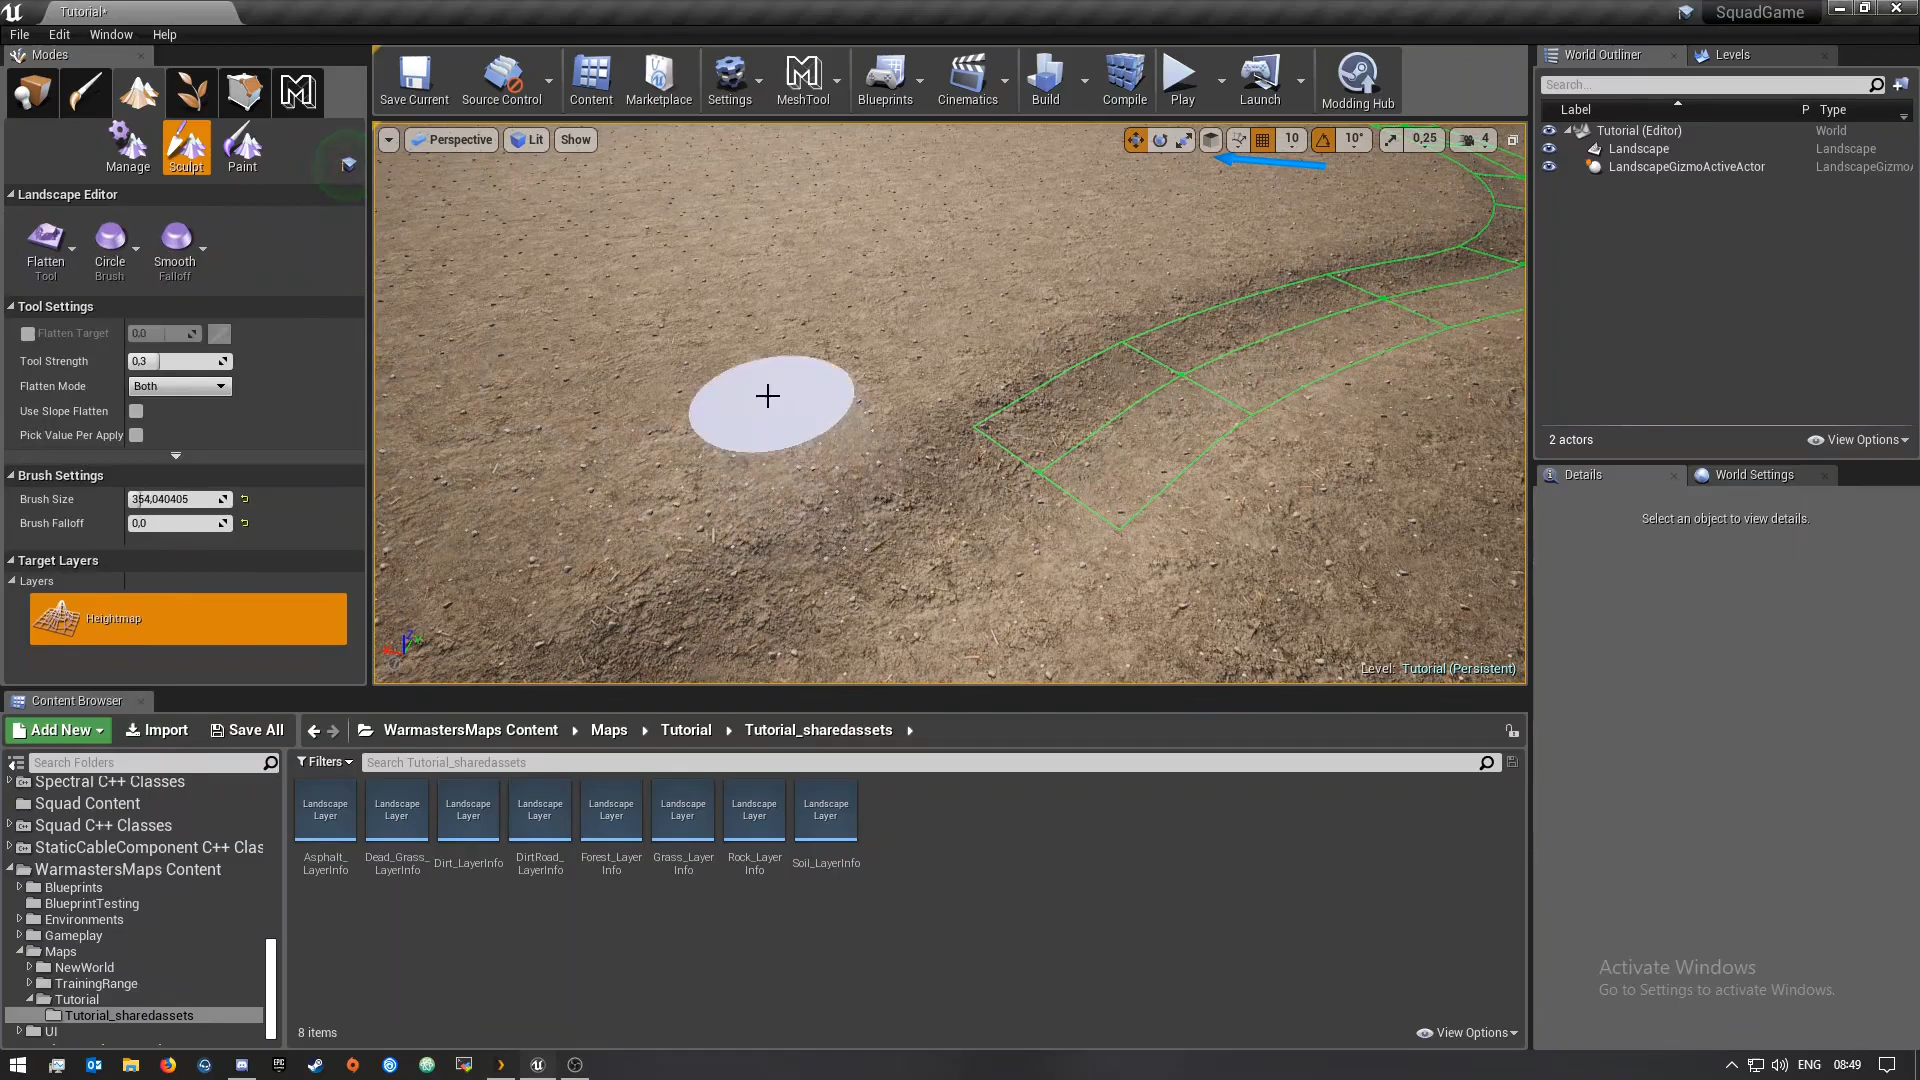 Tutorial*
SquadGame
File Edit Window Help
Modes
Save Current
Source Control
Content
Marketplace
Settings
MeshTool
Blueprints
Cinematics
Build
Compile
Play
Launch
Modding Hub
Manage
Sculpt
Paint
Landscape Editor
Flatten
Tool
Circle
Brush
Smooth
Falloff
Tool Settings
Flatten Target 0,0
Tool Strength 0,3
Flatten Mode Both
Use Slope Flatten
Pick Value Per Apply
Brush Settings
Brush Size 354,040405
Brush Falloff 0,0
Target Layers
Layers
Heightmap
Perspective Lit Show
10 10° 0,25 4
Level: Tutorial (Persistent)
World Outliner Levels
Search...
Label P Type
Tutorial (Editor) World
Landscape Landscape
LandscapeGizmoActiveActor LandscapeGizmoA
2 actors View Options
Details World Settings
Select an object to view details.
Content Browser
Add New Import Save All
WarmastersMaps Content Maps Tutorial Tutorial_sharedassets
Search Folders
Filters Search Tutorial_sharedassets
Spectral C++ Classes
Squad Content
Squad C++ Classes
StaticCableComponent C++ Clas
WarmastersMaps Content
Blueprints
BlueprintTesting
Environments
Gameplay
Maps
NewWorld
TrainingRange
Tutorial
Tutorial_sharedassets
UI
Landscape
Layer
Asphalt_
LayerInfo
Landscape
Layer
Dead_Grass_
LayerInfo
Landscape
Layer
Dirt_LayerInfo
Landscape
Layer
DirtRoad_
LayerInfo
Landscape
Layer
Forest_Layer
Info
Landscape
Layer
Grass_Layer
Info
Landscape
Layer
Rock_Layer
Info
Landscape
Layer
Soil_LayerInfo
8 items View Options
Activate Windows
Go to Settings to activate Windows.
EPIC
ENG 08:49